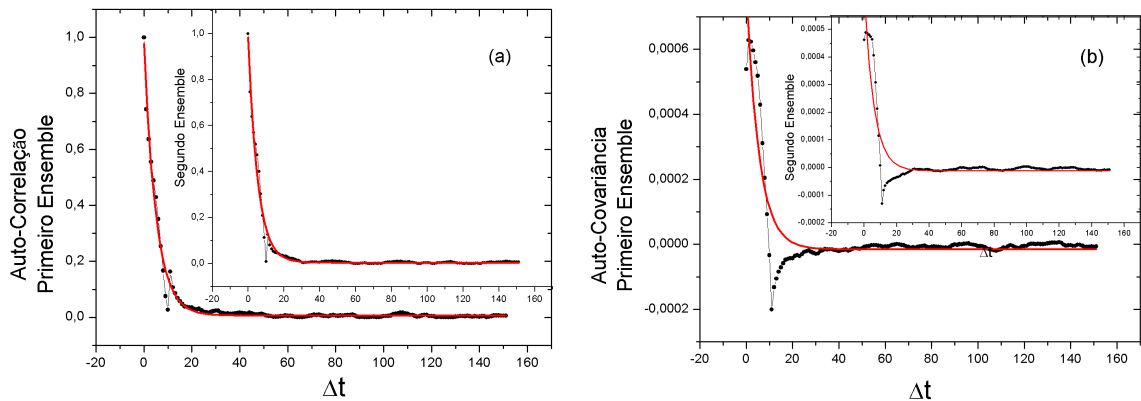 (a)
Auto-Correlação
Primeiro Ensemble
1,0
0,8
0,6
0,4
0,2
0,0
-20 0 20 40 60 80 100 120 140 160
Δt
Segundo Ensemble
1,0
0,8
0,6
0,4
0,2
0,0
-20 0 20 40 60 80 100 120 140 160
(b)
Auto-Covariância
Primeiro Ensemble
0,0006
0,0004
0,0002
0,0000
-0,0002
-20 0 20 40 60 80 100 120 140 160
Δt
Segundo Ensemble
0,0005
0,0004
0,0003
0,0002
0,0001
0,0000
-0,0001
-0,0002
-20 0 20 40 60 80 100 120 140 160
Δt